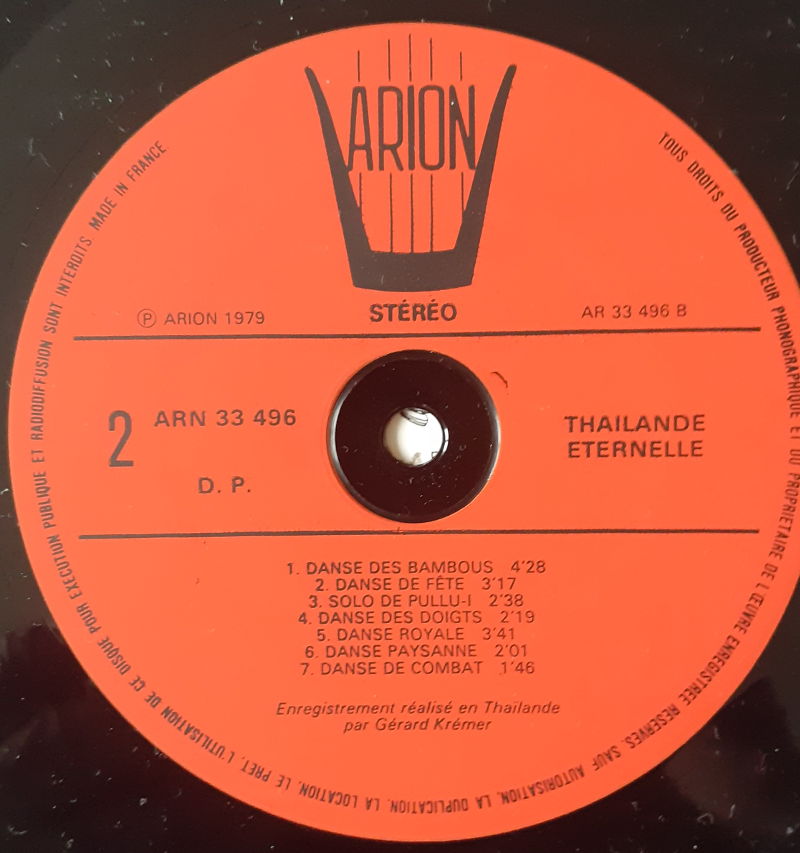 ARION
℗ ARION 1979
STÉRÉO
AR 33 496 B
2
ARN 33 496
D. P.
THAILANDE
ETERNELLE
1. DANSE DES BAMBOUS 4'28
2. DANSE DE FÊTE 3'17
3. SOLO DE PULLU-I 2'38
4. DANSE DES DOIGTS 2'19
5. DANSE ROYALE 3'41
6. DANSE PAYSANNE 2'01
7. DANSE DE COMBAT 1'46
Enregistrement réalisé en Thaïlande
par Gérard Krémer
TOUS DROITS DU PRODUCTEUR PHONOGRAPHIQUE ET DU PROPRIETAIRE DE L'ŒUVRE ENREGISTREE RESERVES. SAUF AUTORISATION, LA DUPLICATION, LA LOCATION, LE PRET, L'UTILISATION DE CE DISQUE POUR EXECUTION PUBLIQUE ET RADIODIFFUSION SONT INTERDITS. MADE IN FRANCE.